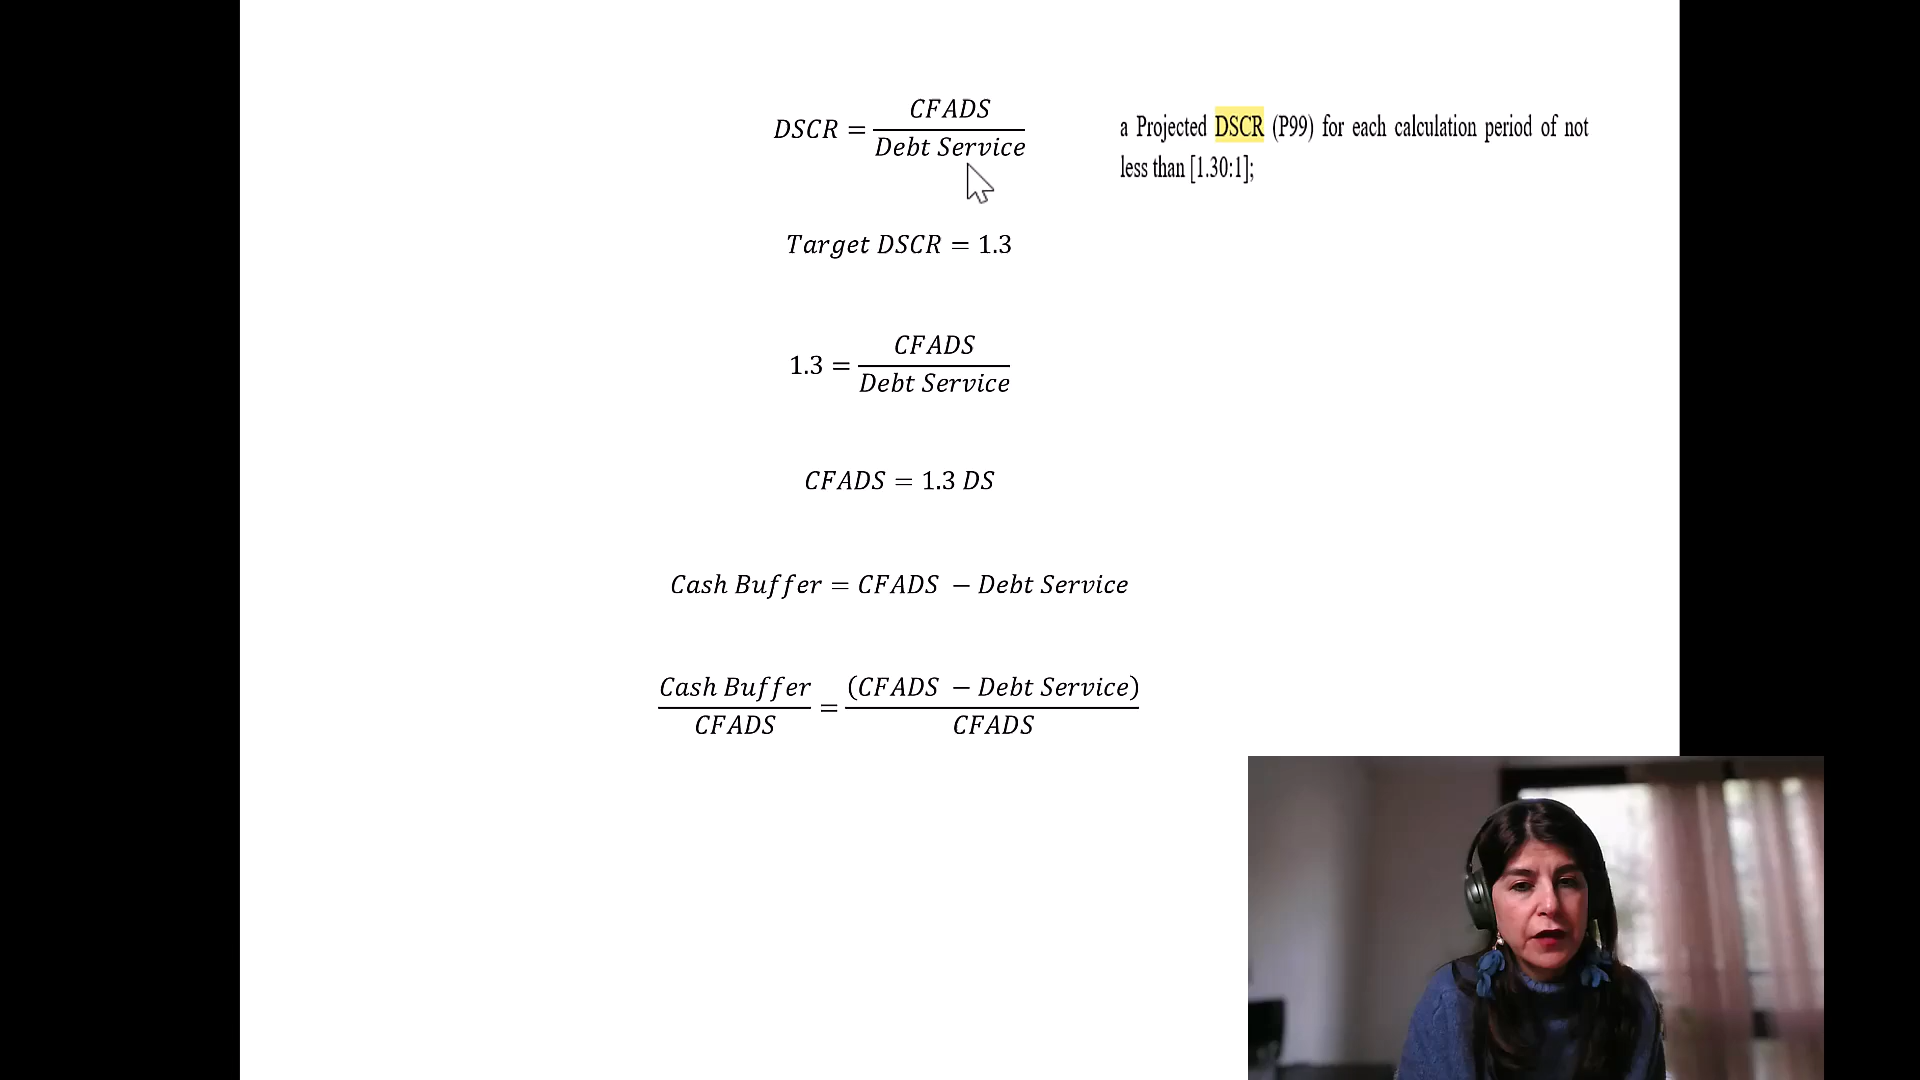 DSCR = CFADS / Debt Service
a Projected DSCR (P99) for each calculation period of not
less than [1.30:1];
Target DSCR = 1.3
1.3 = CFADS / Debt Service
CFADS = 1.3 DS
Cash Buffer = CFADS − Debt Service
Cash Buffer / CFADS = (CFADS − Debt Service) / CFADS